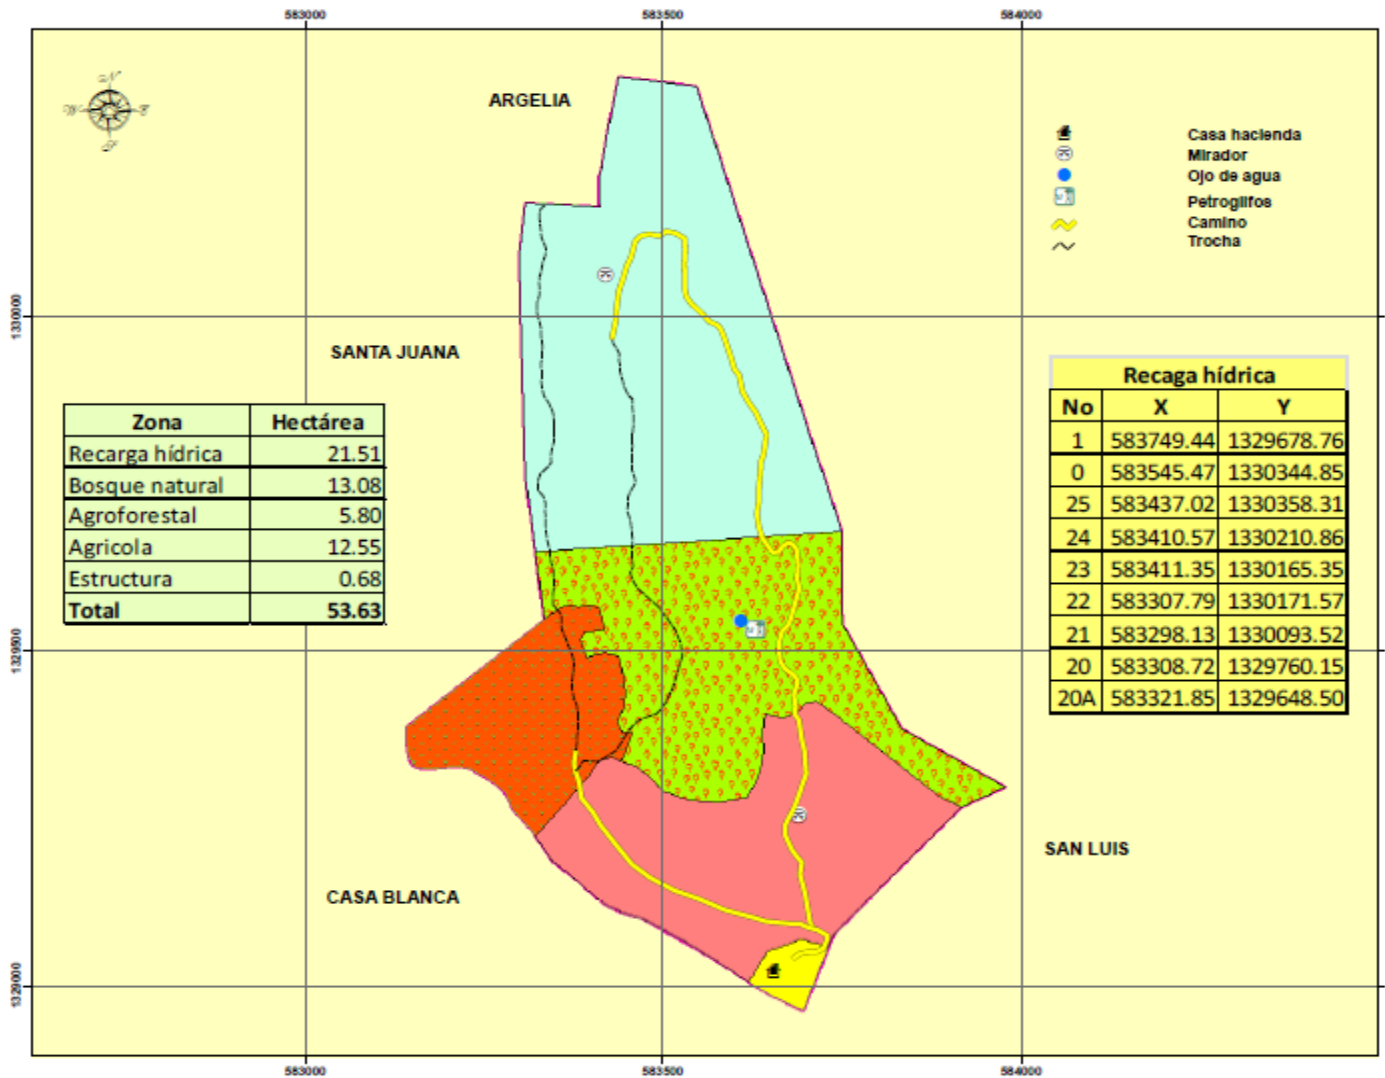 583000 583500 584000
N
W E
S
ARGELIA
Casa hacienda
Mirador
Ojo de agua
Petroglifos
Camino
Trocha
1330000
SANTA JUANA
Zona Hectárea
Recarga hídrica 21.51
Bosque natural 13.08
Agroforestal 5.80
Agricola 12.55
Estructura 0.68
Total 53.63
Recaga hídrica
No X Y
1 583749.44 1329678.76
0 583545.47 1330344.85
25 583437.02 1330358.31
24 583410.57 1330210.86
23 583411.35 1330165.35
22 583307.79 1330171.57
21 583298.13 1330093.52
20 583308.72 1329760.15
20A 583321.85 1329648.50
1329500
SAN LUIS
CASA BLANCA
1329000
583000 583500 584000